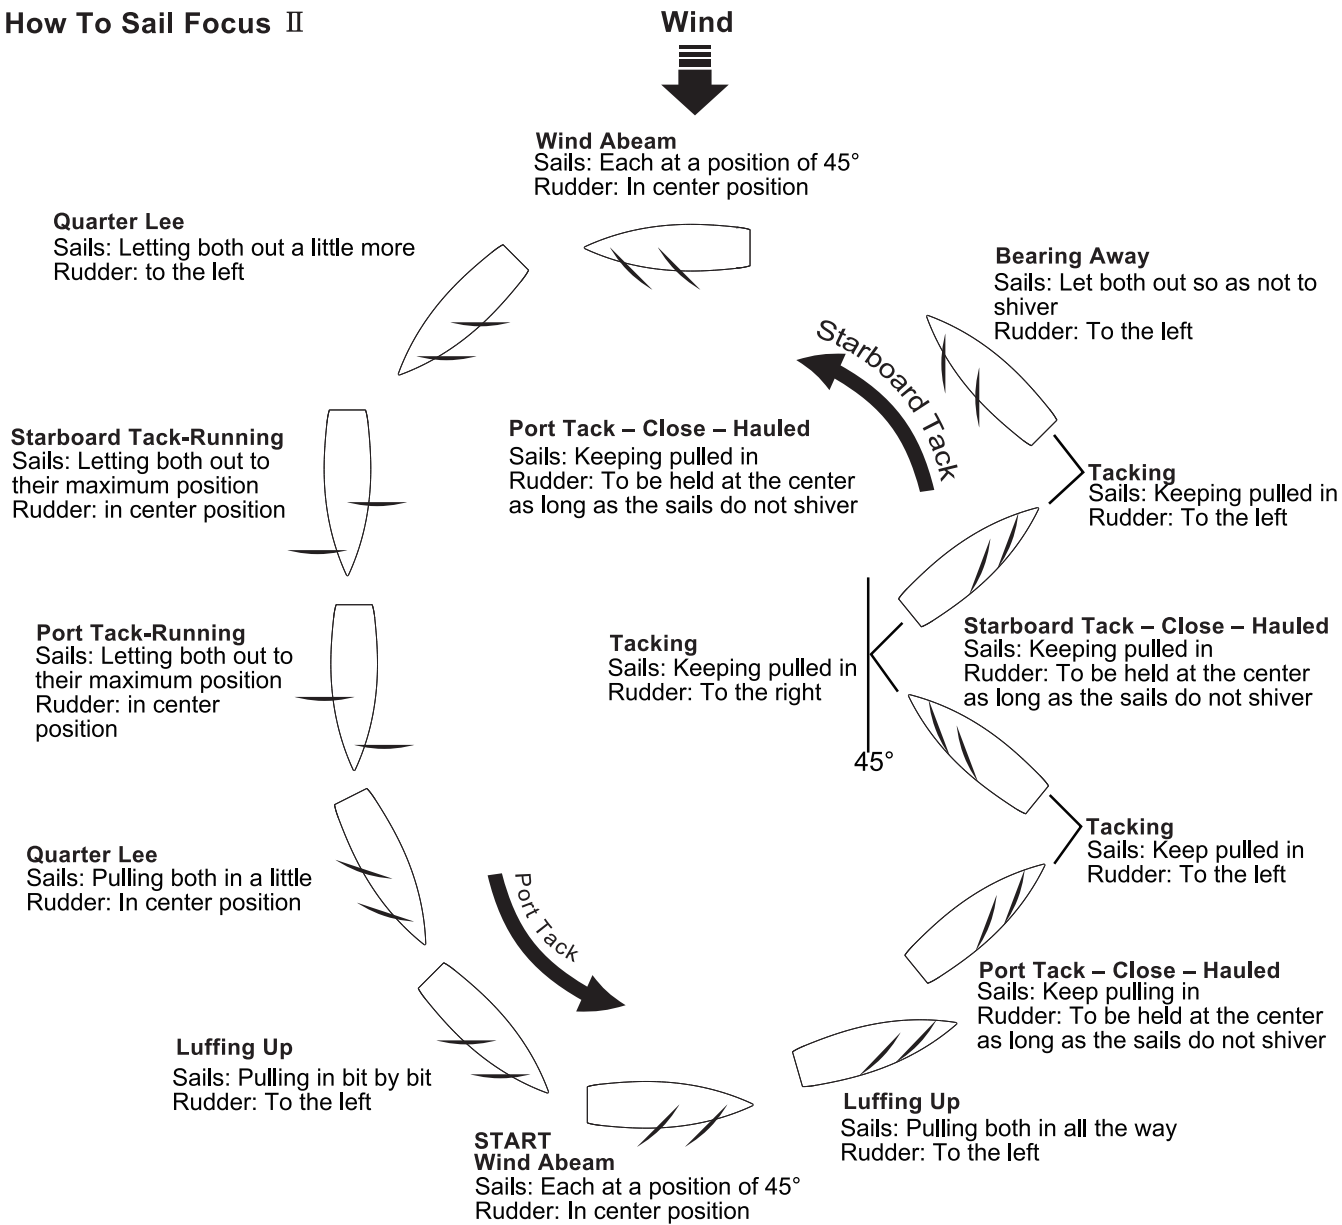 How To Sail Focus Ⅱ
Wind
Wind Abeam
Sails: Each at a position of 45°
Rudder: In center position
Quarter Lee
Sails: Letting both out a little more
Rudder: to the left
Bearing Away
Sails: Let both out so as not to
shiver
Rudder: To the left
Starboard Tack
Starboard Tack-Running
Sails: Letting both out to
their maximum position
Rudder: in center position
Port Tack – Close – Hauled
Sails: Keeping pulled in
Rudder: To be held at the center
as long as the sails do not shiver
Tacking
Sails: Keeping pulled in
Rudder: To the left
Port Tack-Running
Sails: Letting both out to
their maximum position
Rudder: in center
position
Tacking
Sails: Keeping pulled in
Rudder: To the right
45°
Starboard Tack – Close – Hauled
Sails: Keeping pulled in
Rudder: To be held at the center
as long as the sails do not shiver
Quarter Lee
Sails: Pulling both in a little
Rudder: In center position
Port Tack
Tacking
Sails: Keep pulled in
Rudder: To the left
Port Tack – Close – Hauled
Sails: Keep pulling in
Rudder: To be held at the center
as long as the sails do not shiver
Luffing Up
Sails: Pulling in bit by bit
Rudder: To the left
START
Wind Abeam
Sails: Each at a position of 45°
Rudder: In center position
Luffing Up
Sails: Pulling both in all the way
Rudder: To the left